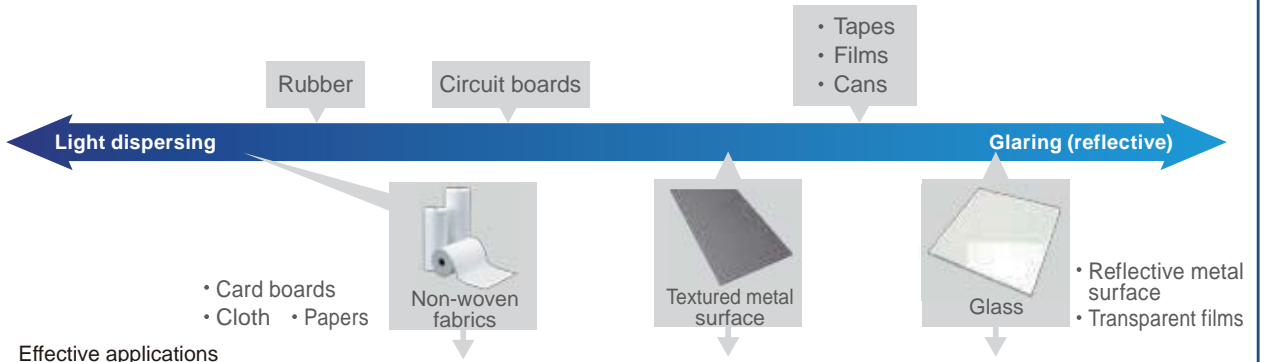 ・Tapes
・Films
・Cans
Rubber
Circuit boards
Light dispersing
Glaring (reflective)
・Card boards
・Cloth ・Papers
Non-woven
fabrics
Textured metal
surface
Glass
・Reflective metal
surface
・Transparent films
Effective applications